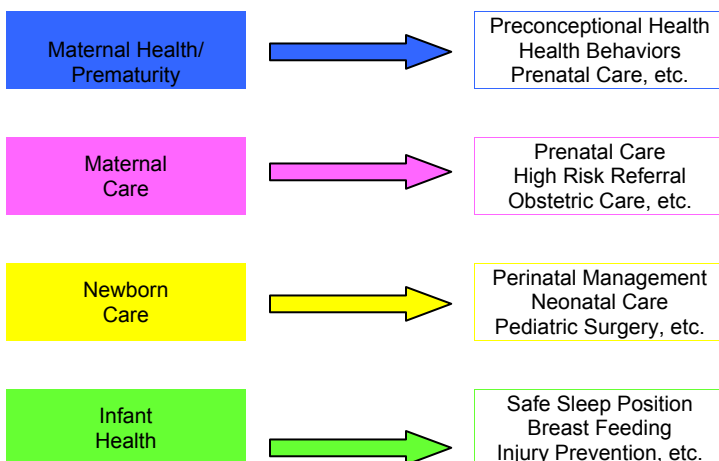 Maternal Health/
Prematurity
Preconceptional Health
Health Behaviors
Prenatal Care, etc.
Maternal
Care
Prenatal Care
High Risk Referral
Obstetric Care, etc.
Newborn
Care
Perinatal Management
Neonatal Care
Pediatric Surgery, etc.
Infant
Health
Safe Sleep Position
Breast Feeding
Injury Prevention, etc.